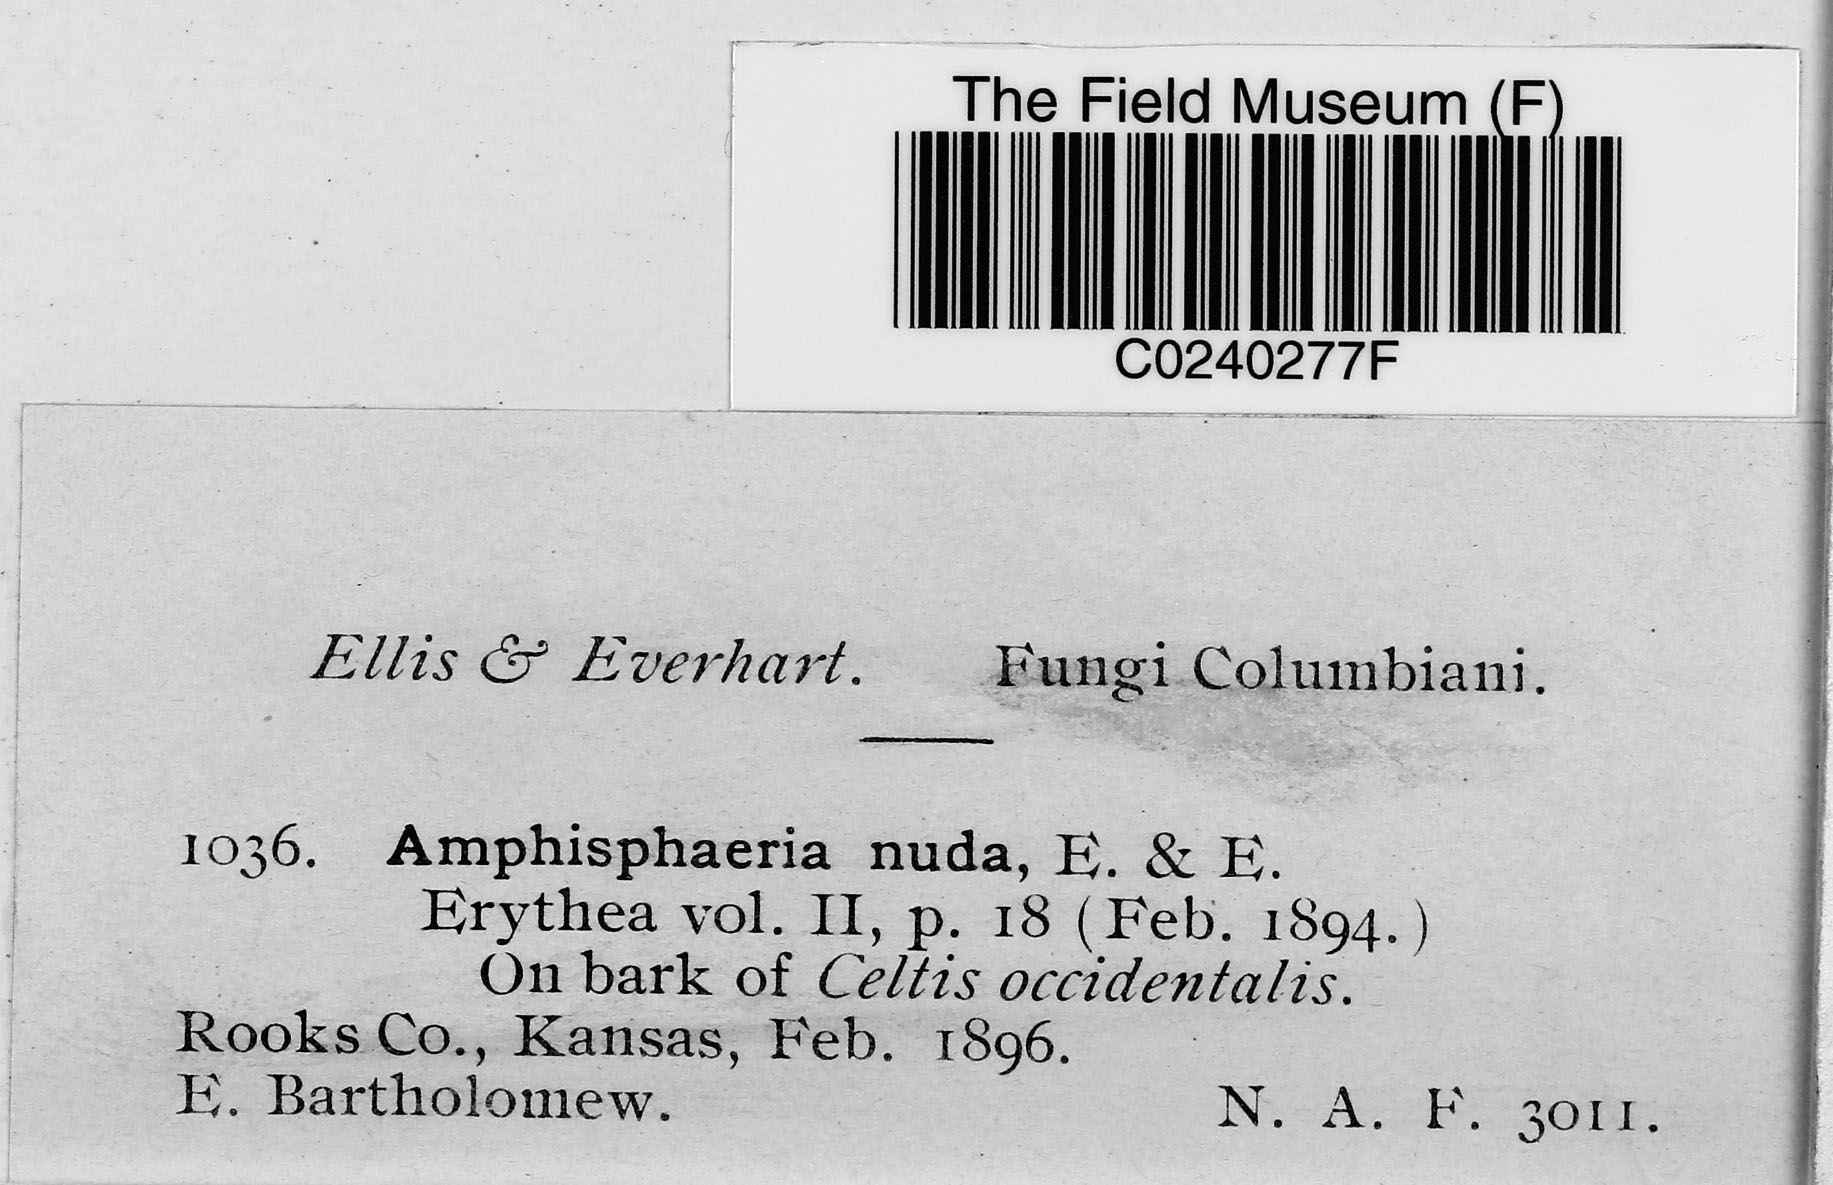 The Field Museum (F)
C0240277F
Ellis & Everhart. Fungi Columbiani.
1036. Amphisphaeria nuda, E. & E.
Erythea vol. II, p. 18 (Feb. 1894.)
On bark of Celtis occidentalis.
Rooks Co., Kansas, Feb. 1896.
E. Bartholomew. N. A. F. 3011.